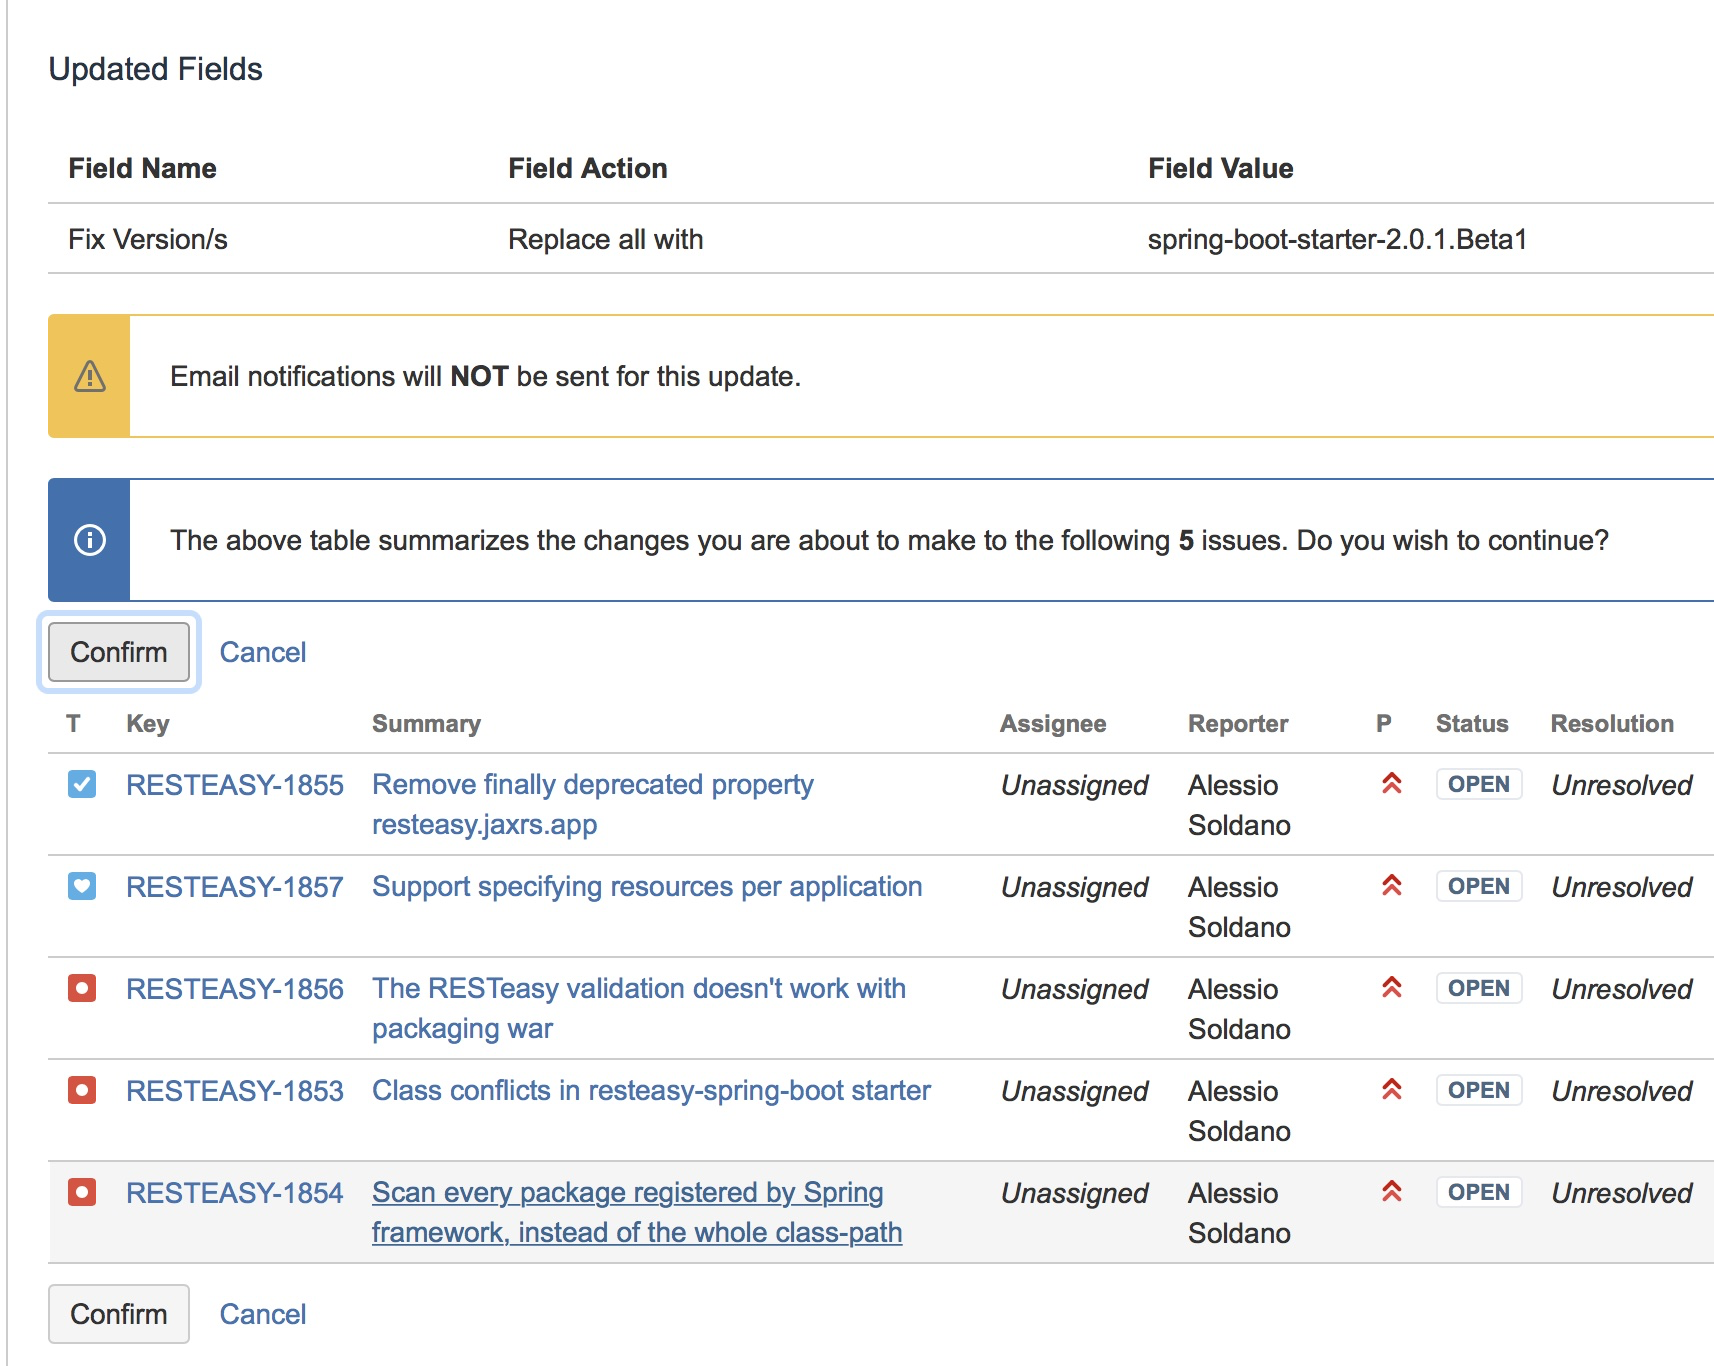 Updated Fields
Field Name Field Action Field Value
Fix Version/s Replace all with spring-boot-starter-2.0.1.Beta1
Email notifications will NOT be sent for this update.
The above table summarizes the changes you are about to make to the following 5 issues. Do you wish to continue?
Confirm Cancel
T Key Summary Assignee Reporter P Status Resolution
RESTEASY-1855 Remove finally deprecated property Unassigned Alessio OPEN Unresolved
resteasy.jaxrs.app Soldano
RESTEASY-1857 Support specifying resources per application Unassigned Alessio OPEN Unresolved
Soldano
RESTEASY-1856 The RESTeasy validation doesn't work with Unassigned Alessio OPEN Unresolved
packaging war Soldano
RESTEASY-1853 Class conflicts in resteasy-spring-boot starter Unassigned Alessio OPEN Unresolved
Soldano
RESTEASY-1854 Scan every package registered by Spring Unassigned Alessio OPEN Unresolved
framework, instead of the whole class-path Soldano
Confirm Cancel